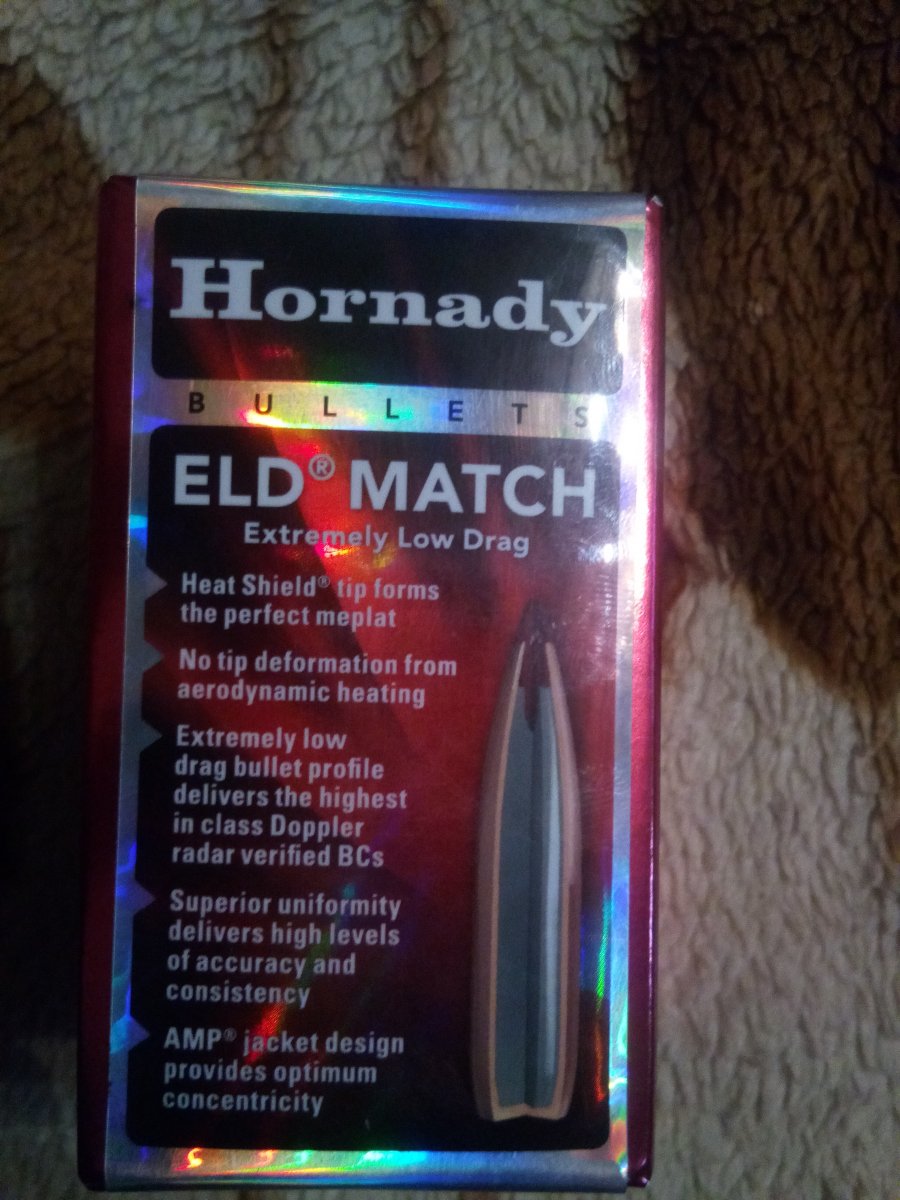 Hornady
BULLETS
ELD® MATCH
Extremely Low Drag
Heat Shield® tip forms
the perfect meplat
No tip deformation from
aerodynamic heating
Extremely low
drag bullet profile
delivers the highest
in class Doppler
radar verified BCs
Superior uniformity
delivers high levels
of accuracy and
consistency
AMP® jacket design
provides optimum
concentricity